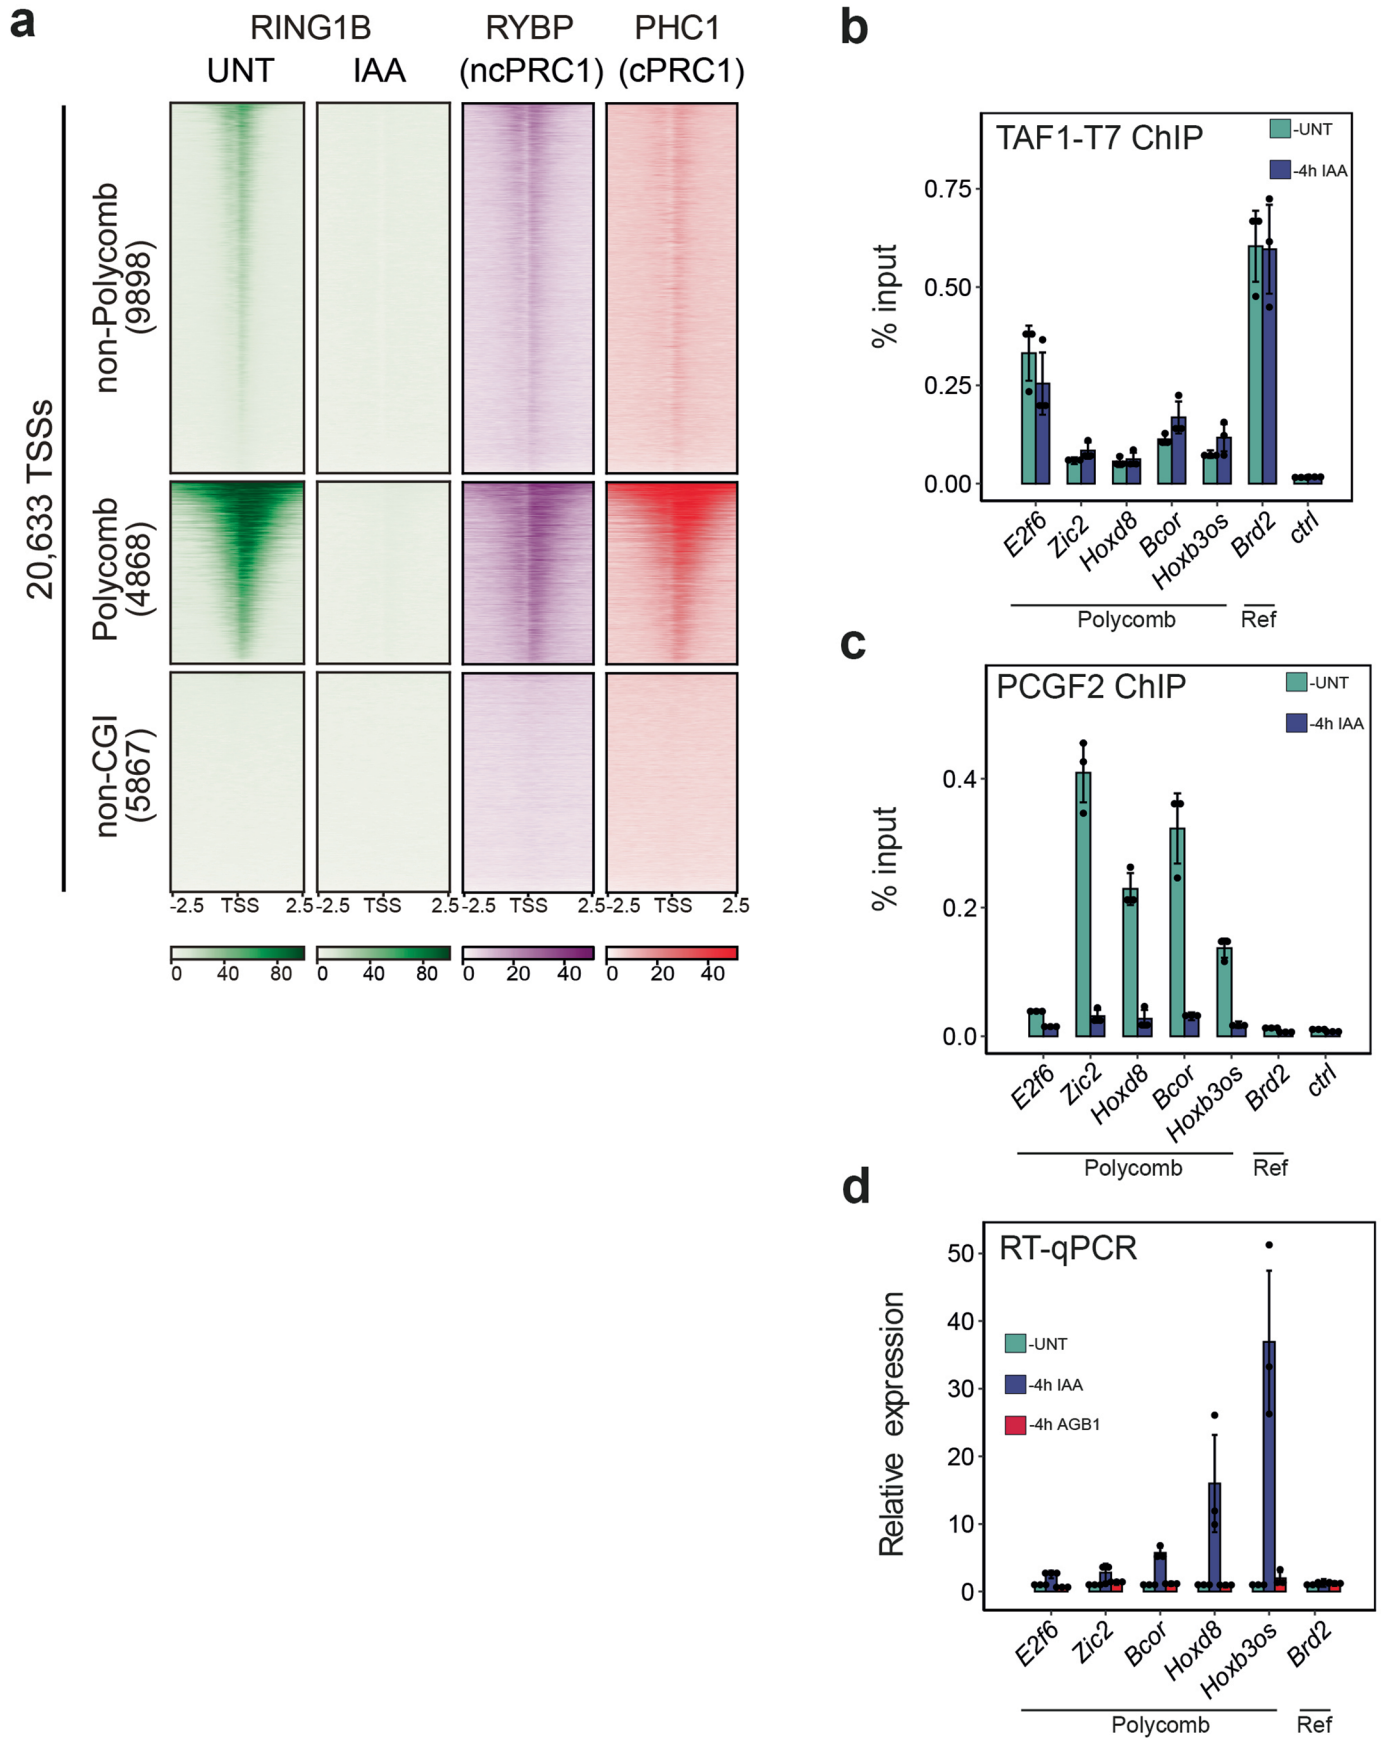 a
RING1B RYBP PHC1
UNT IAA (ncPRC1) (cPRC1)
20,633 TSSs
non-Polycomb
(9898)
Polycomb
(4868)
non-CGI
(5867)
-2.5 TSS 2.5 -2.5 TSS 2.5 -2.5 TSS 2.5 -2.5 TSS 2.5
0 40 80 0 40 80 0 20 40 0 20 40
b
TAF1-T7 ChIP
-UNT
-4h IAA
% input
0.75
0.50
0.25
0.00
E2f6 Zic2 Hoxd8 Bcor Hoxb3os Brd2 ctrl
Polycomb Ref
c
PCGF2 ChIP
-UNT
-4h IAA
% input
0.4
0.2
0.0
E2f6 Zic2 Hoxd8 Bcor Hoxb3os Brd2 ctrl
Polycomb Ref
d
RT-qPCR
-UNT
-4h IAA
-4h AGB1
Relative expression
50
40
30
20
10
0
E2f6 Zic2 Bcor Hoxd8 Hoxb3os Brd2
Polycomb Ref